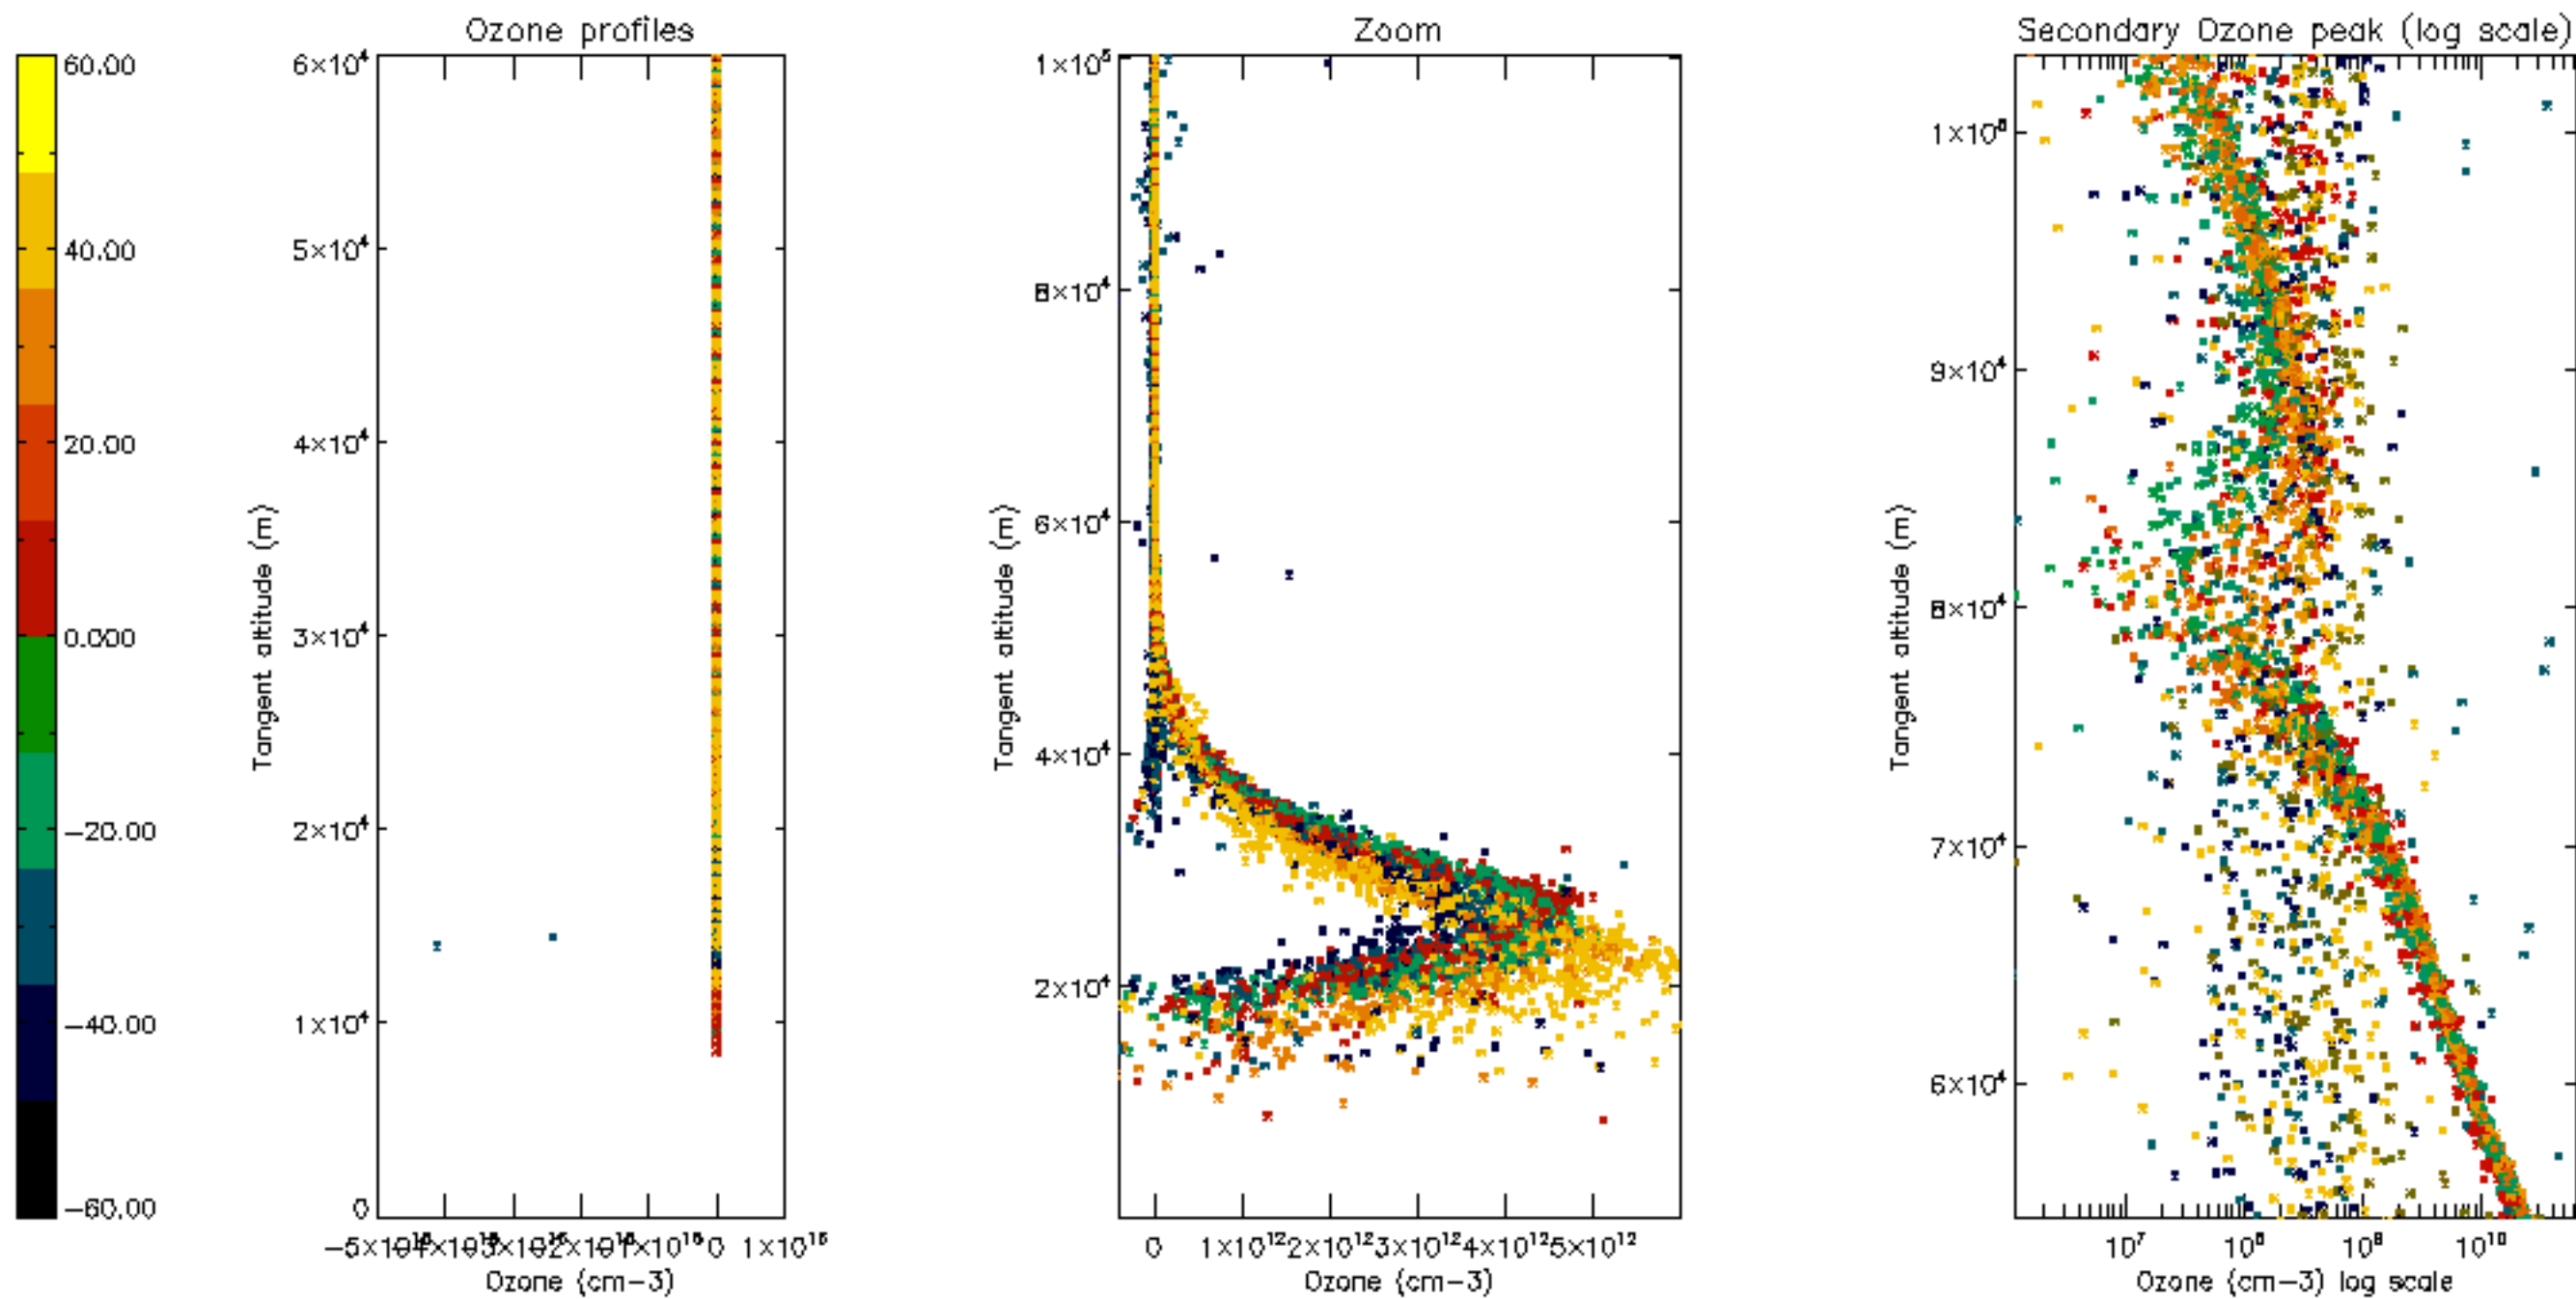 Ozone profiles
Zoom
Secondary Ozone peak (log scale)
60.00
40.00
20.00
0.000
−20.00
−40.00
−60.00
6×10⁴
5×10⁴
4×10⁴
3×10⁴
2×10⁴
1×10⁴
0
Tangent altitude (m)
0 1×10¹⁶
Ozone (cm−3)
1×10⁵
8×10⁴
6×10⁴
4×10⁴
2×10⁴
Tangent altitude (m)
0 1×10¹² 2×10¹² 3×10¹² 4×10¹² 5×10¹²
Ozone (cm−3)
9×10⁴
8×10⁴
7×10⁴
6×10⁴
Tangent altitude (m)
10⁷ 10⁸ 10⁹ 10¹⁰
Ozone (cm−3) log scale